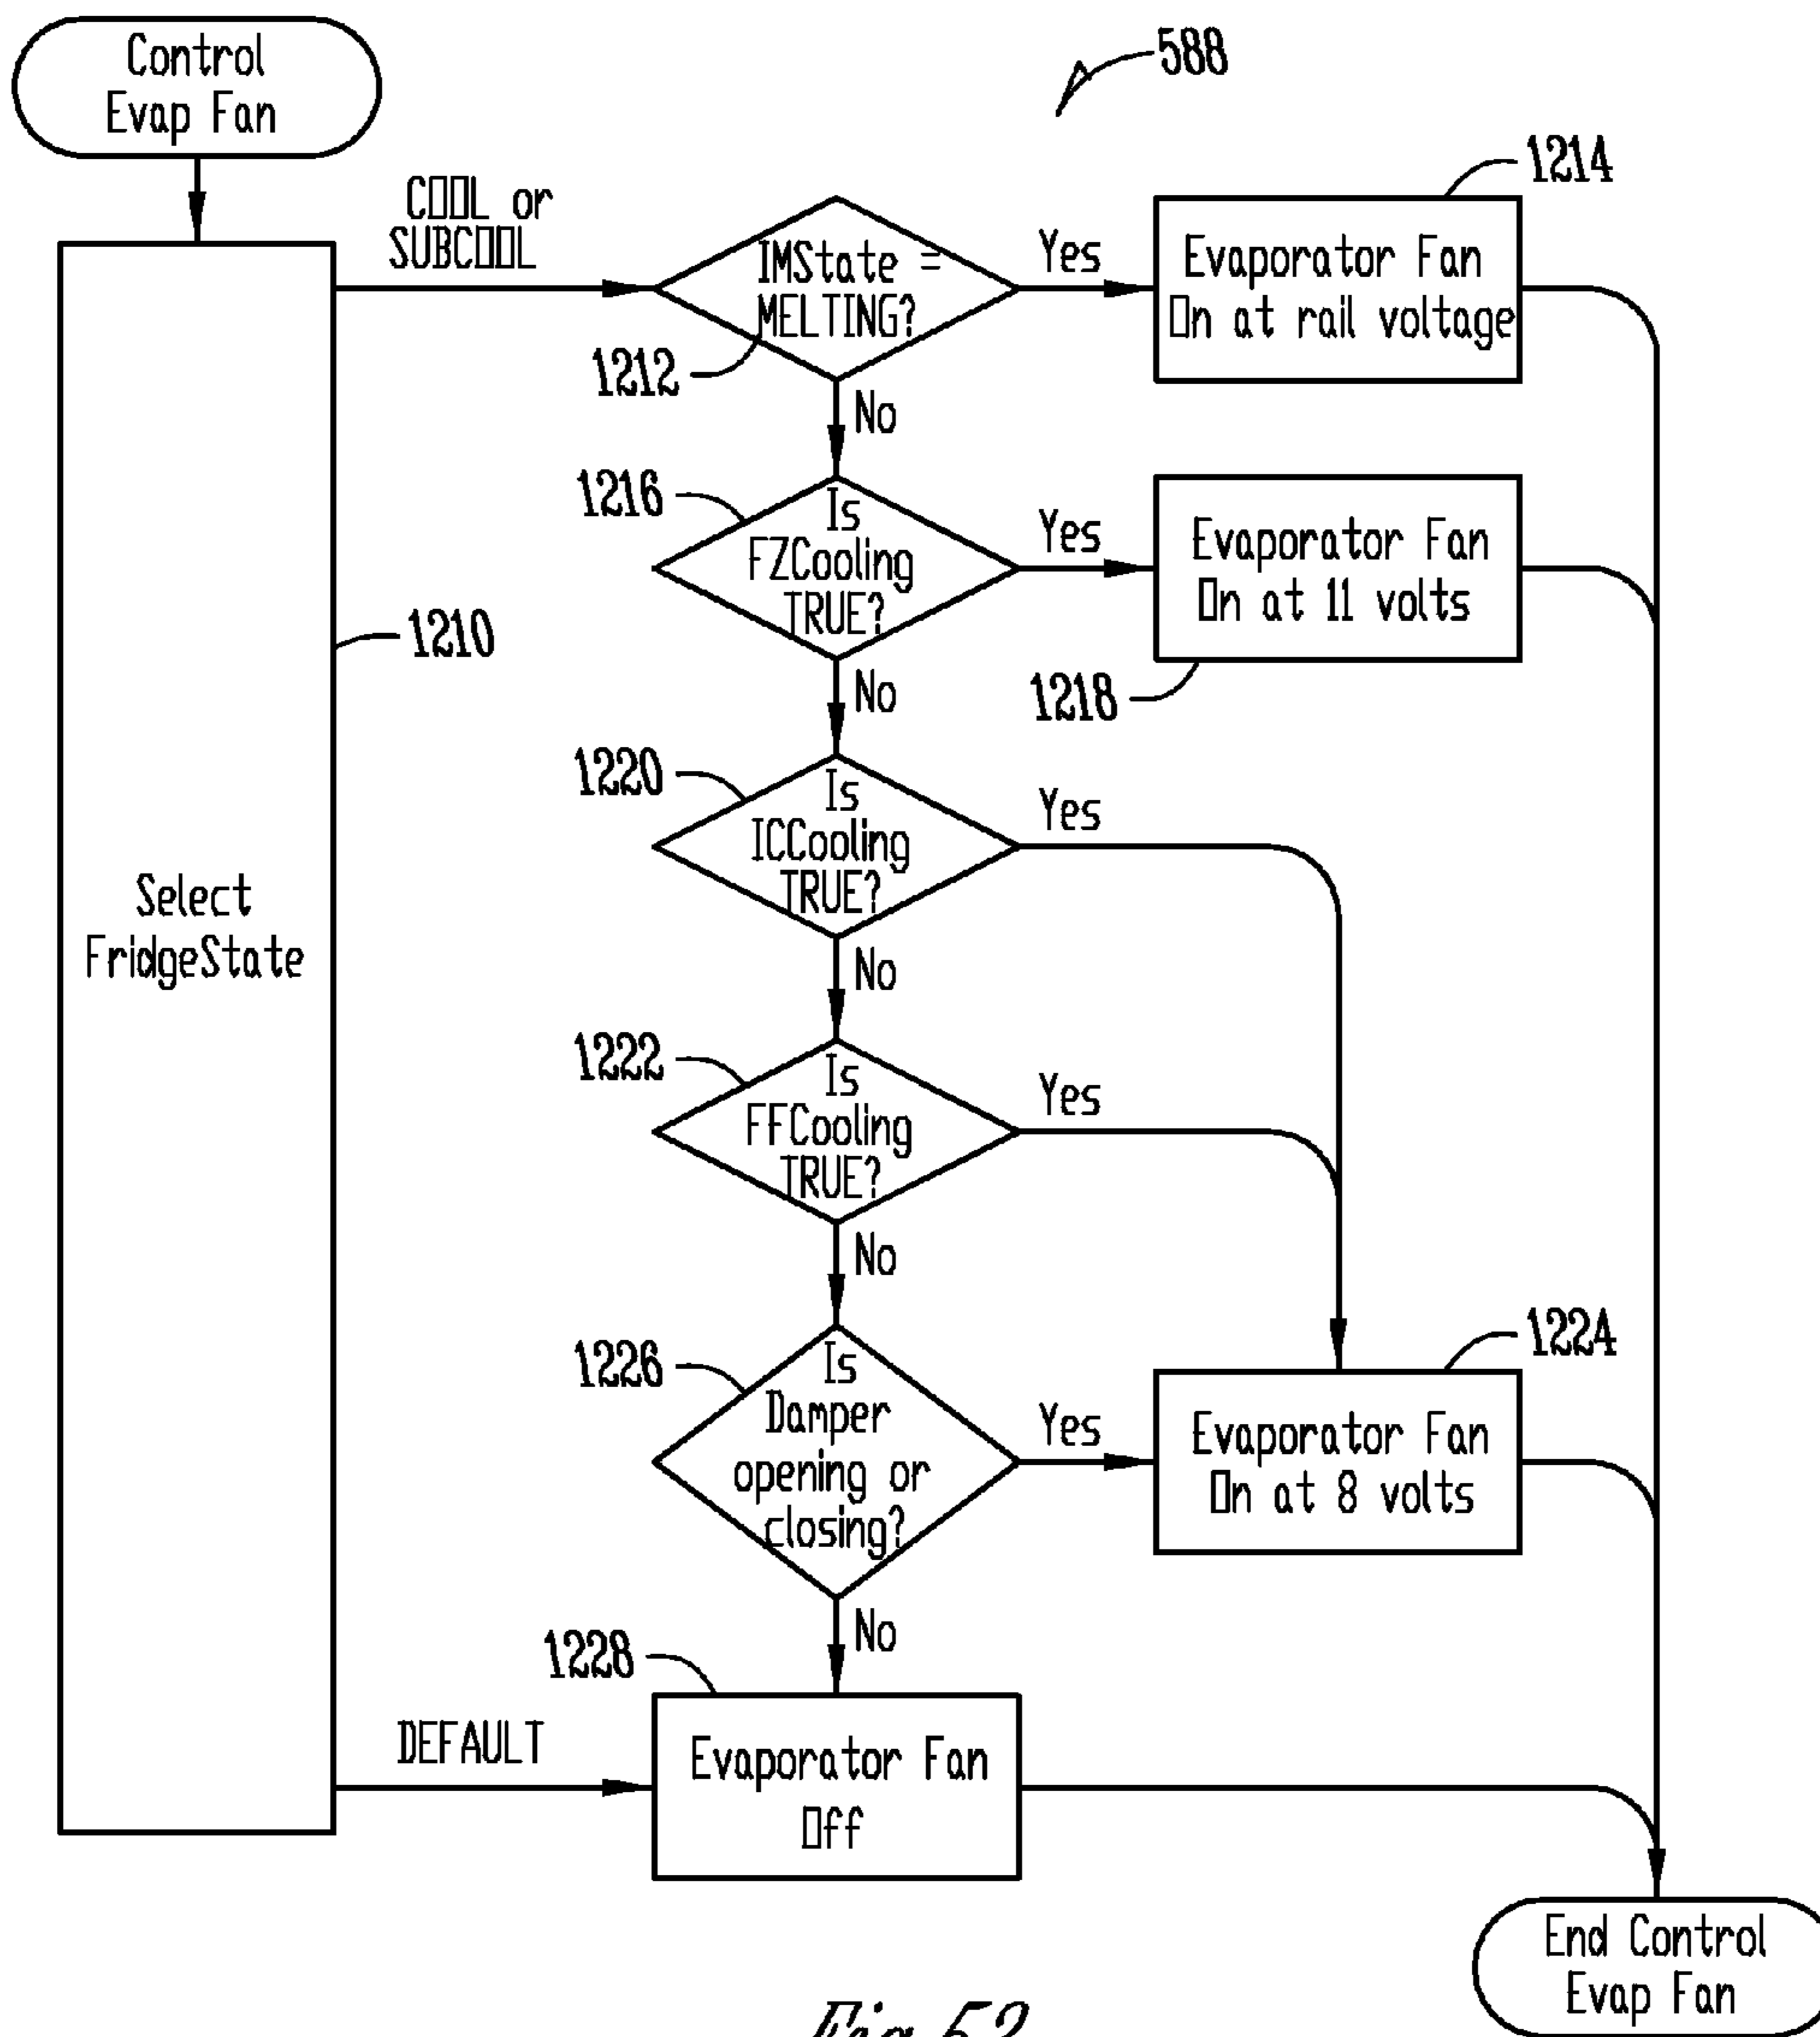 Control
Evap Fan
588
COOL or
SUBCOOL
IMState =
MELTING?
1212
Yes
Evaporator Fan
On at rail voltage
1214
No
1216
Is
FZCooling
TRUE?
Yes
Evaporator Fan
On at 11 volts
1218
1210
No
1220
Is
ICCooling
TRUE?
Yes
Select
FridgeState
No
1222
Is
FFCooling
TRUE?
Yes
No
1226
Is
Damper
opening or
closing?
Yes
Evaporator Fan
On at 8 volts
1224
No
1228
DEFAULT
Evaporator Fan
Off
End Control
Evap Fan
Fig. 52